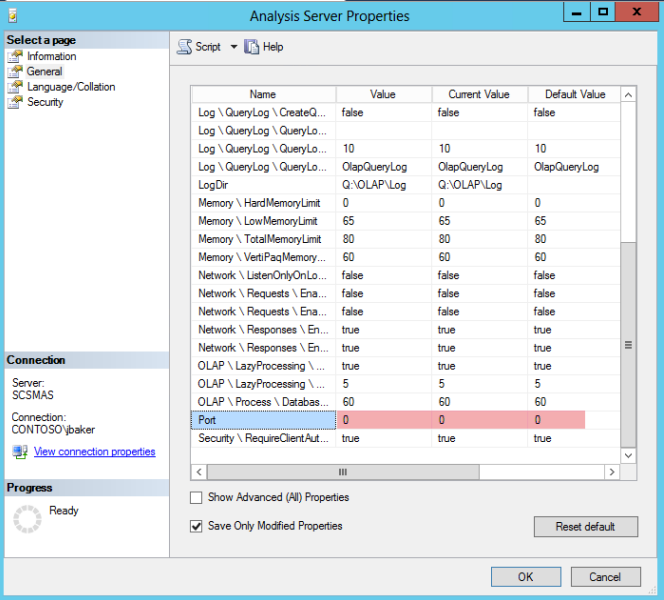 Analysis Server Properties
Select a page
Information
General
Language/Collation
Security
Script Help
Name Value Current Value Default Value
Log \ QueryLog \ CreateQ... false false false
Log \ QueryLog \ QueryLo...
Log \ QueryLog \ QueryLo... 10 10 10
Log \ QueryLog \ QueryLo... OlapQueryLog OlapQueryLog OlapQueryLog
LogDir Q:\OLAP\Log Q:\OLAP\Log
Memory \ HardMemoryLimit 0 0 0
Memory \ LowMemoryLimit 65 65 65
Memory \ TotalMemoryLimit 80 80 80
Memory \ VertiPaqMemory... 60 60 60
Network \ ListenOnlyOnLo... false false false
Network \ Requests \ Ena... false false false
Network \ Requests \ Ena... false false false
Network \ Responses \ En... true true true
Network \ Responses \ En... true true true
OLAP \ LazyProcessing \ ... true true true
OLAP \ LazyProcessing \ ... 5 5 5
OLAP \ Process \ Databas... 60 60 60
Port 0 0 0
Security \ RequireClientAut... true true true
Connection
Server:
SCSMAS
Connection:
CONTOSO\jbaker
View connection properties
Progress
Ready
Show Advanced (All) Properties
Save Only Modified Properties
Reset default
OK Cancel